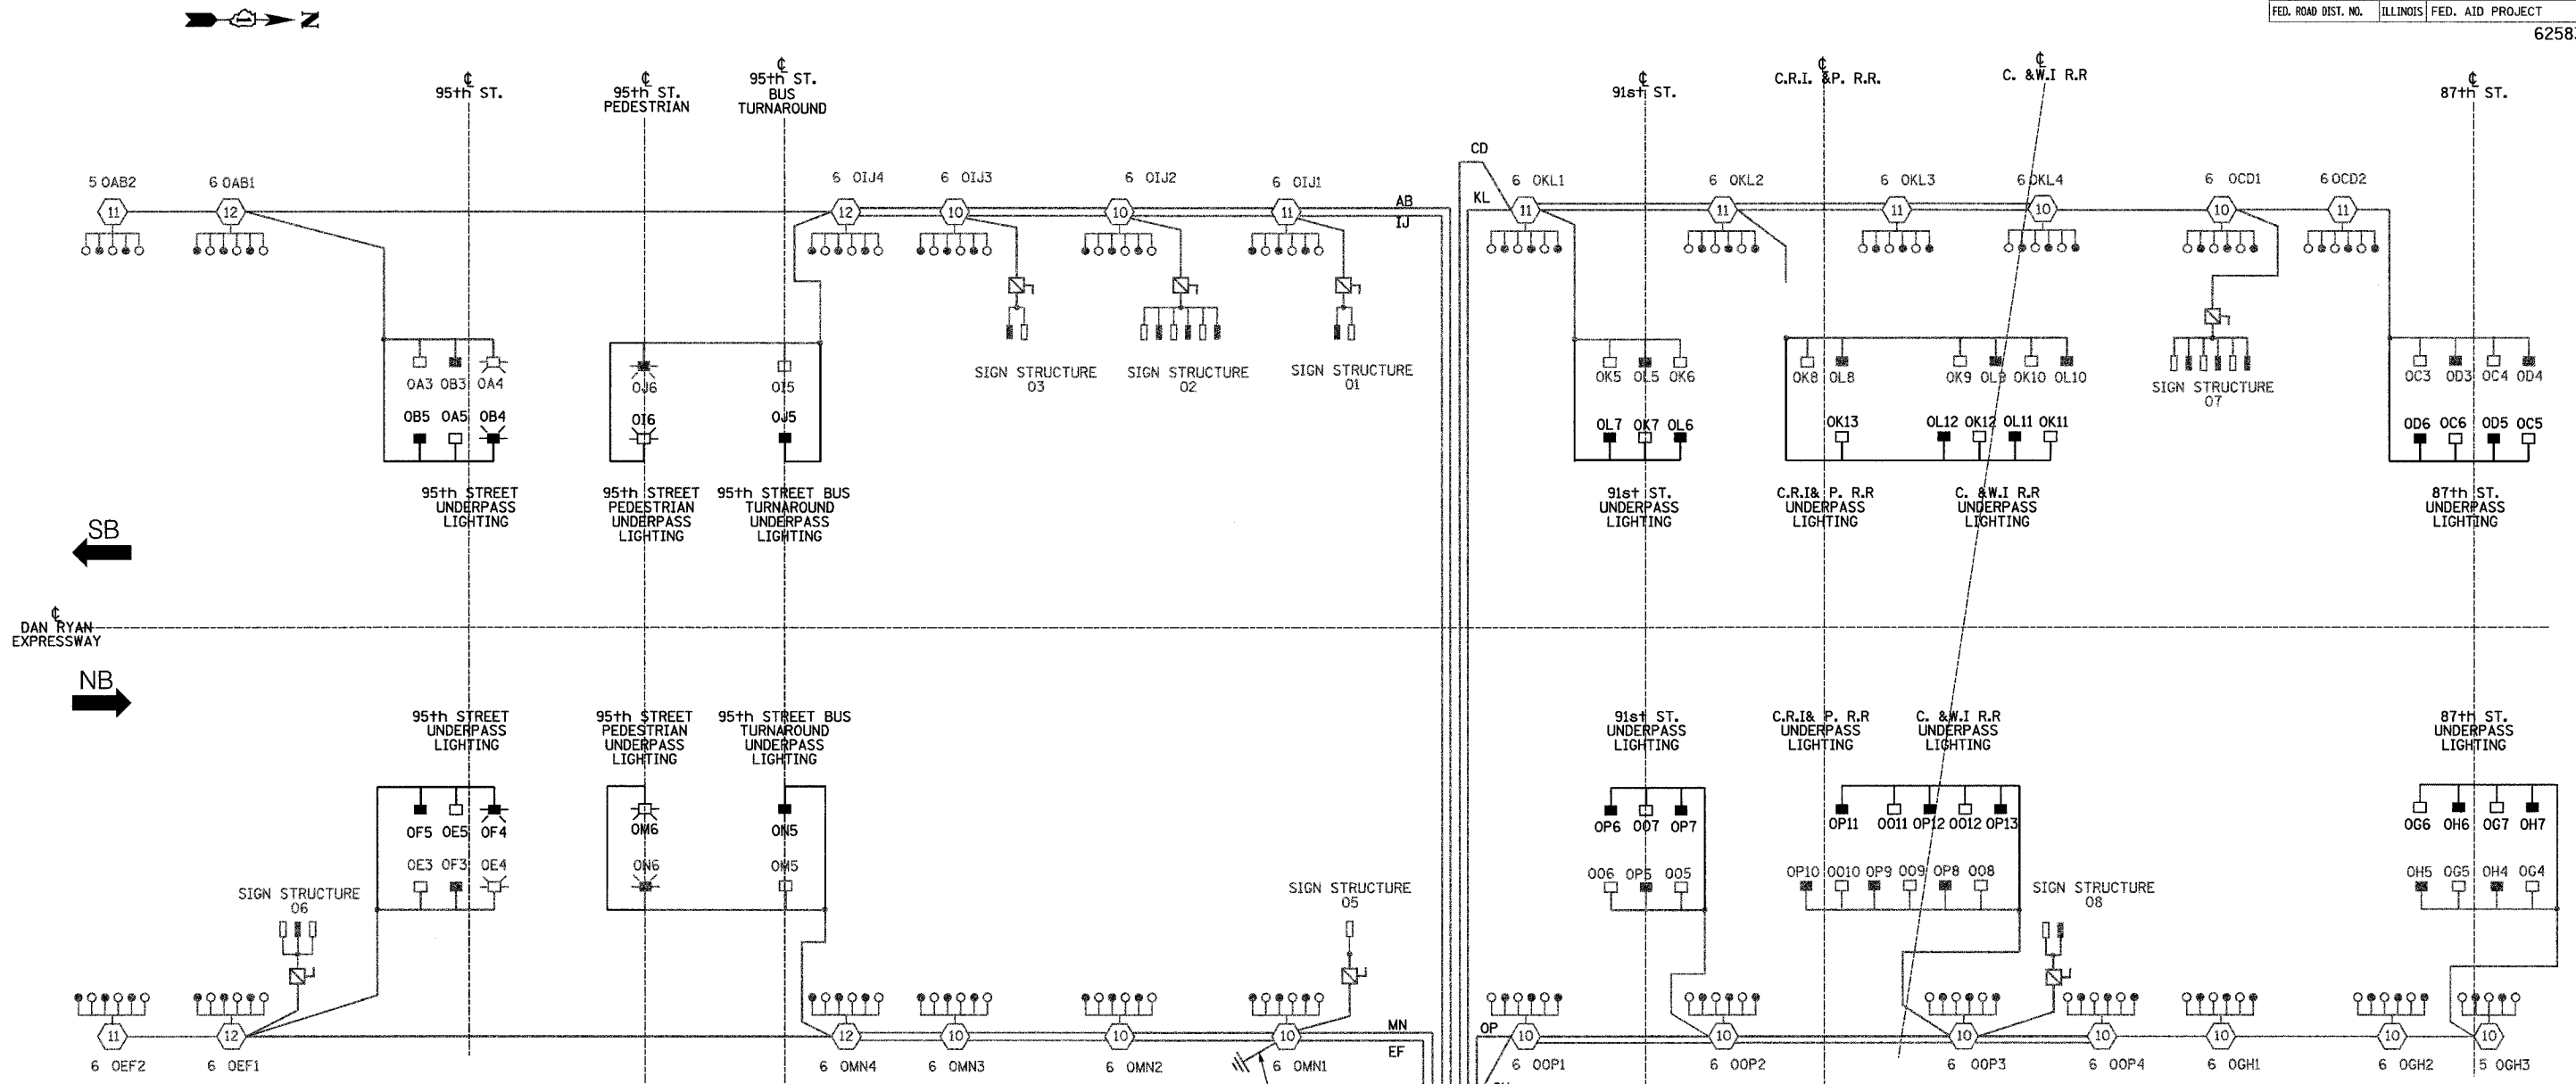 N
FED. ROAD DIST. NO. ILLINOIS FED. AID PROJECT
6258
℄
95th ST.
℄
95th ST.
PEDESTRIAN
℄
95th ST.
BUS
TURNAROUND
℄
91st ST.
℄
C.R.I. &P. R.R.
℄
C. &W.I R.R
℄
87th ST.
CD
KL
AB
IJ
5 OAB2
6 OAB1
6 OIJ4
6 OIJ3
6 OIJ2
6 OIJ1
6 OKL1
6 OKL2
6 OKL3
6 OKL4
6 OCD1
6 OCD2
11
12
12
10
10
11
11
11
11
10
10
11
OA3 OB3 OA4
OB5 OA5 OB4
OJ6
OI6
OI5
OJ5
SIGN STRUCTURE
03
SIGN STRUCTURE
02
SIGN STRUCTURE
01
OK5 OL5 OK6
OL7 OK7 OL6
OK8 OL8
OK9 OL9 OK10 OL10
OK13
OL12 OK12 OL11 OK11
SIGN STRUCTURE
07
OC3 OD3 OC4 OD4
OD6 OC6 OD5 OC5
95th STREET
UNDERPASS
LIGHTING
95th STREET
PEDESTRIAN
UNDERPASS
LIGHTING
95th STREET BUS
TURNAROUND
UNDERPASS
LIGHTING
91st ST.
UNDERPASS
LIGHTING
C.R.I& P. R.R
UNDERPASS
LIGHTING
C. &W.I R.R
UNDERPASS
LIGHTING
87th ST.
UNDERPASS
LIGHTING
SB
℄
DAN RYAN
EXPRESSWAY
NB
95th STREET
UNDERPASS
LIGHTING
95th STREET
PEDESTRIAN
UNDERPASS
LIGHTING
95th STREET BUS
TURNAROUND
UNDERPASS
LIGHTING
91st ST.
UNDERPASS
LIGHTING
C.R.I& P. R.R
UNDERPASS
LIGHTING
C. &W.I R.R
UNDERPASS
LIGHTING
87th ST.
UNDERPASS
LIGHTING
OF5 OE5 OF4
OE3 OF3 OE4
OM6
ON6
ON5
OM5
OP6 OO7 OP7
OO6 OP5 OO5
OP11 OO11 OP12 OO12 OP13
OP10 OO10 OP9 OO9 OP8 OO8
OG6 OH6 OG7 OH7
OH5 OG5 OH4 OG4
SIGN STRUCTURE
06
SIGN STRUCTURE
05
SIGN STRUCTURE
08
MN
EF
OP
11
12
12
10
10
10
10
10
10
10
10
10
10
6 OEF2
6 OEF1
6 OMN4
6 OMN3
6 OMN2
6 OMN1
6 OOP1
6 OOP2
6 OOP3
6 OOP4
6 OGH1
6 OGH2
5 OGH3